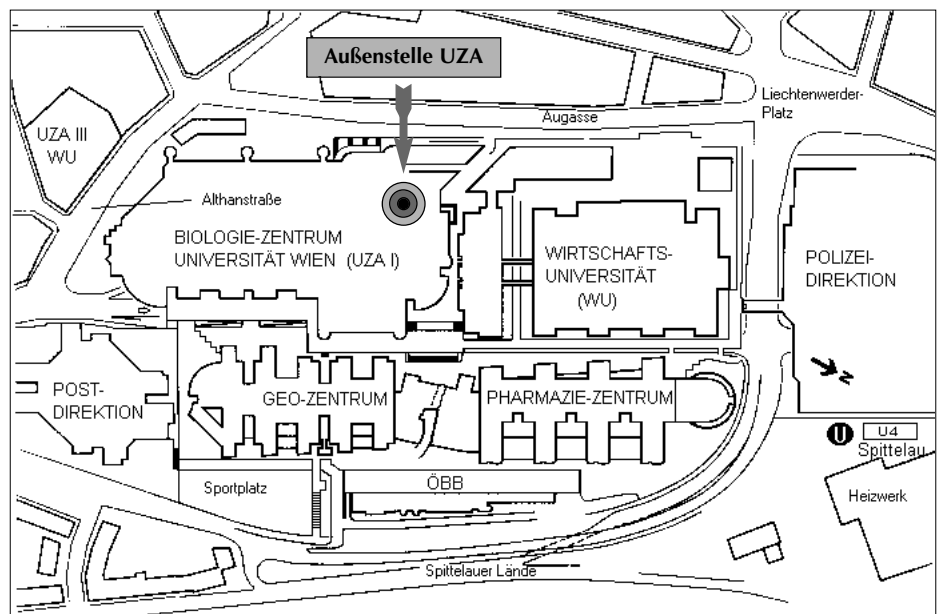 Außenstelle UZA
Liechtenwerder-
Platz
Augasse
UZA III
WU
Althanstraße
BIOLOGIE-ZENTRUM
UNIVERSITÄT WIEN (UZA I)
WIRTSCHAFTS-
UNIVERSITÄT
(WU)
POLIZEI-
DIREKTION
N
POST-
DIREKTION
GEO-ZENTRUM
PHARMAZIE-ZENTRUM
U U4
Spittelau
Sportplatz
ÖBB
Heizwerk
Spittelauer Lände